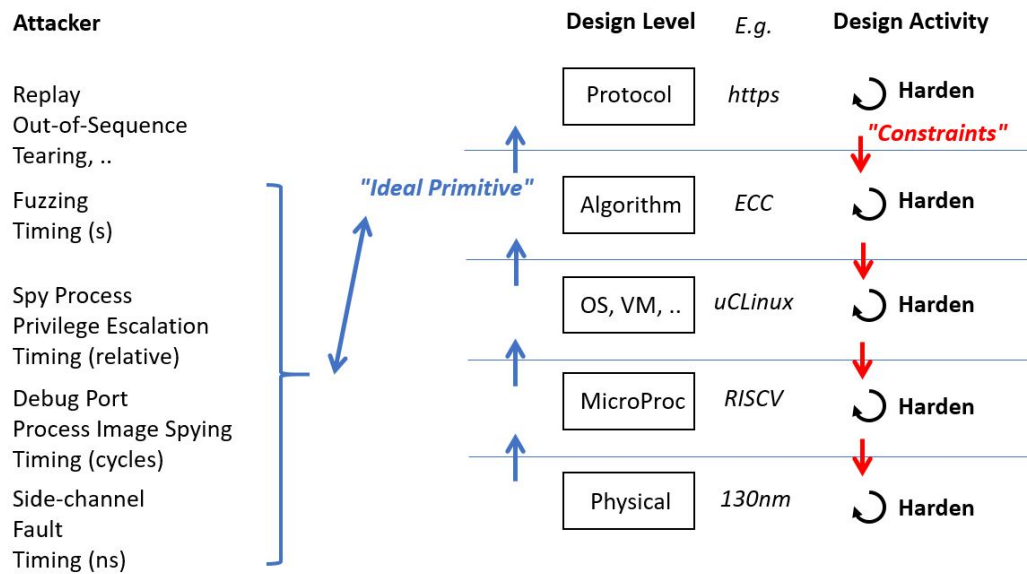 Attacker
Design Level
E.g.
Design Activity
Replay
Out-of-Sequence
Tearing, ..
Protocol
https
Harden
"Constraints"
"Ideal Primitive"
Fuzzing
Timing (s)
Algorithm
ECC
Harden
Spy Process
Privilege Escalation
Timing (relative)
OS, VM, ..
uCLinux
Harden
Debug Port
Process Image Spying
Timing (cycles)
MicroProc
RISCV
Harden
Side-channel
Fault
Timing (ns)
Physical
130nm
Harden